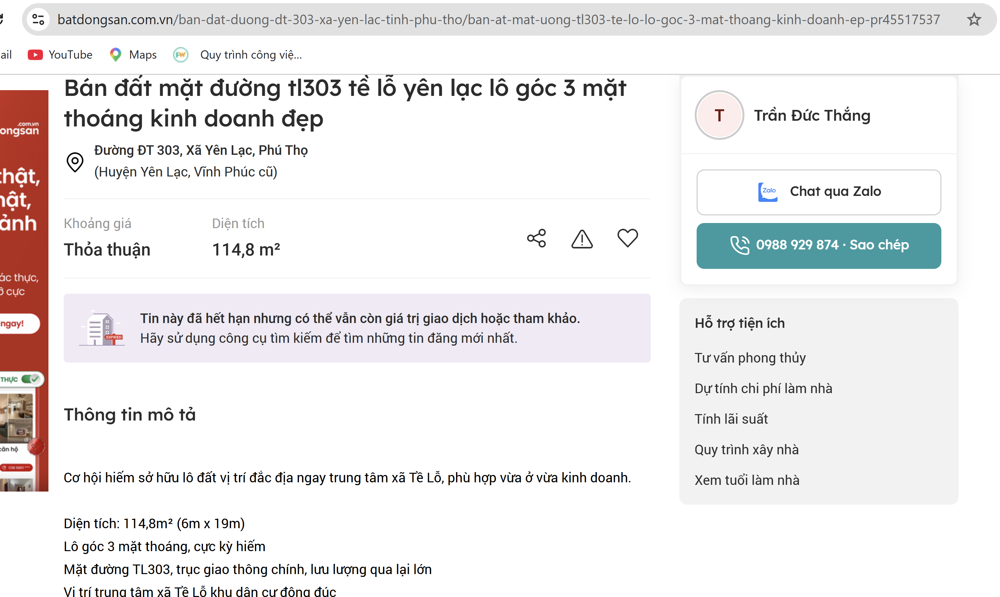 batdongsan.com.vn/ban-dat-duong-dt-303-xa-yen-lac-tinh-phu-tho/ban-at-mat-uong-tl303-te-lo-lo-goc-3-mat-thoang-kinh-doanh-ep-pr45517537
ail YouTube Maps Quy trình công việ...
Bán đất mặt đường tl303 tề lỗ yên lạc lô góc 3 mặt
thoáng kinh doanh đẹp
Đường ĐT 303, Xã Yên Lạc, Phú Thọ
(Huyện Yên Lạc, Vĩnh Phúc cũ)
Khoảng giá
Diện tích
Thỏa thuận
114,8 m²
EXPIRED
Tin này đã hết hạn nhưng có thể vẫn còn giá trị giao dịch hoặc tham khảo.
Hãy sử dụng công cụ tìm kiếm để tìm những tin đăng mới nhất.
Thông tin mô tả
Cơ hội hiếm sở hữu lô đất vị trí đắc địa ngay trung tâm xã Tề Lỗ, phù hợp vừa ở vừa kinh doanh.
Diện tích: 114,8m² (6m x 19m)
Lô góc 3 mặt thoáng, cực kỳ hiếm
Mặt đường TL303, trục giao thông chính, lưu lượng qua lại lớn
Vị trí trung tâm xã Tề Lỗ khu dân cư đông đúc
T
Trần Đức Thắng
Zalo
Chat qua Zalo
0988 929 874 · Sao chép
Hỗ trợ tiện ích
Tư vấn phong thủy
Dự tính chi phí làm nhà
Tính lãi suất
Quy trình xây nhà
Xem tuổi làm nhà
.com.vn
ongsan
thật,
ật,
ảnh
ác thực,
ỡ cực
ngay!
THỰC
căn hộ
038 6861 ***